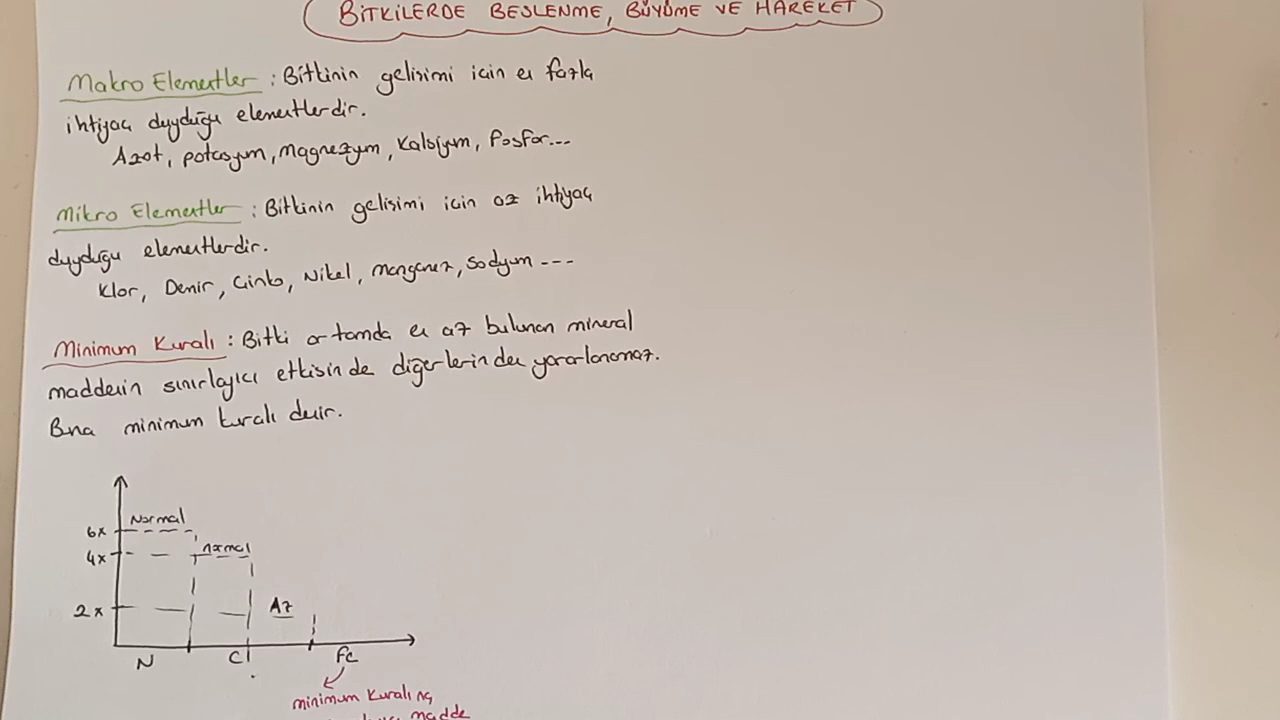 BİTKİLERDE BESLENME, BÜYÜME VE HAREKET
Makro Elementler : Bitkinin gelişimi için en fazla
ihtiyaç duyduğu elementlerdir.
Azot, potasyum, Magnezyum, Kalsiyum, Fosfor...
Mikro Elementler : Bitkinin gelişimi için az ihtiyaç
duyduğu elementlerdir.
Klor, Demir, Çinko, Nikel, manganez, Sodyum ---
Minimum Kuralı : Bitki ortamda en az bulunan mineral
maddenin sınırlayıcı etkisinde diğerlerinden yararlanamaz.
Buna minimum kuralı denir.
Normal
6x
4x
normal
2x
Az
N Cl Fe
minimum Kuralı
madde